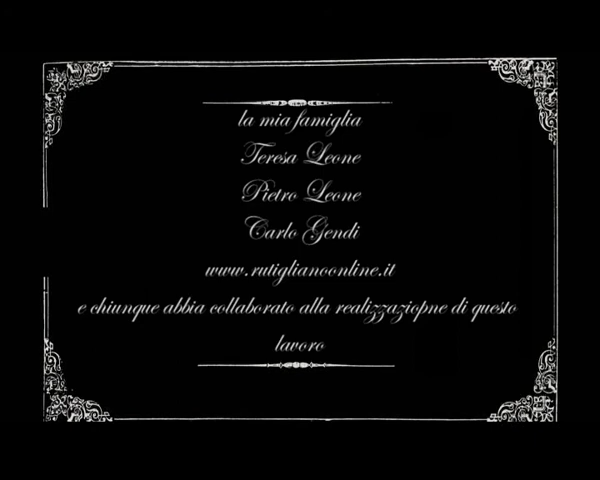 la mia famiglia
Teresa Leone
Pietro Leone
Carlo Gendi
www.rutiglianoonline.it
e chiunque abbia collaborato alla realizzaziopne di questo
lavoro